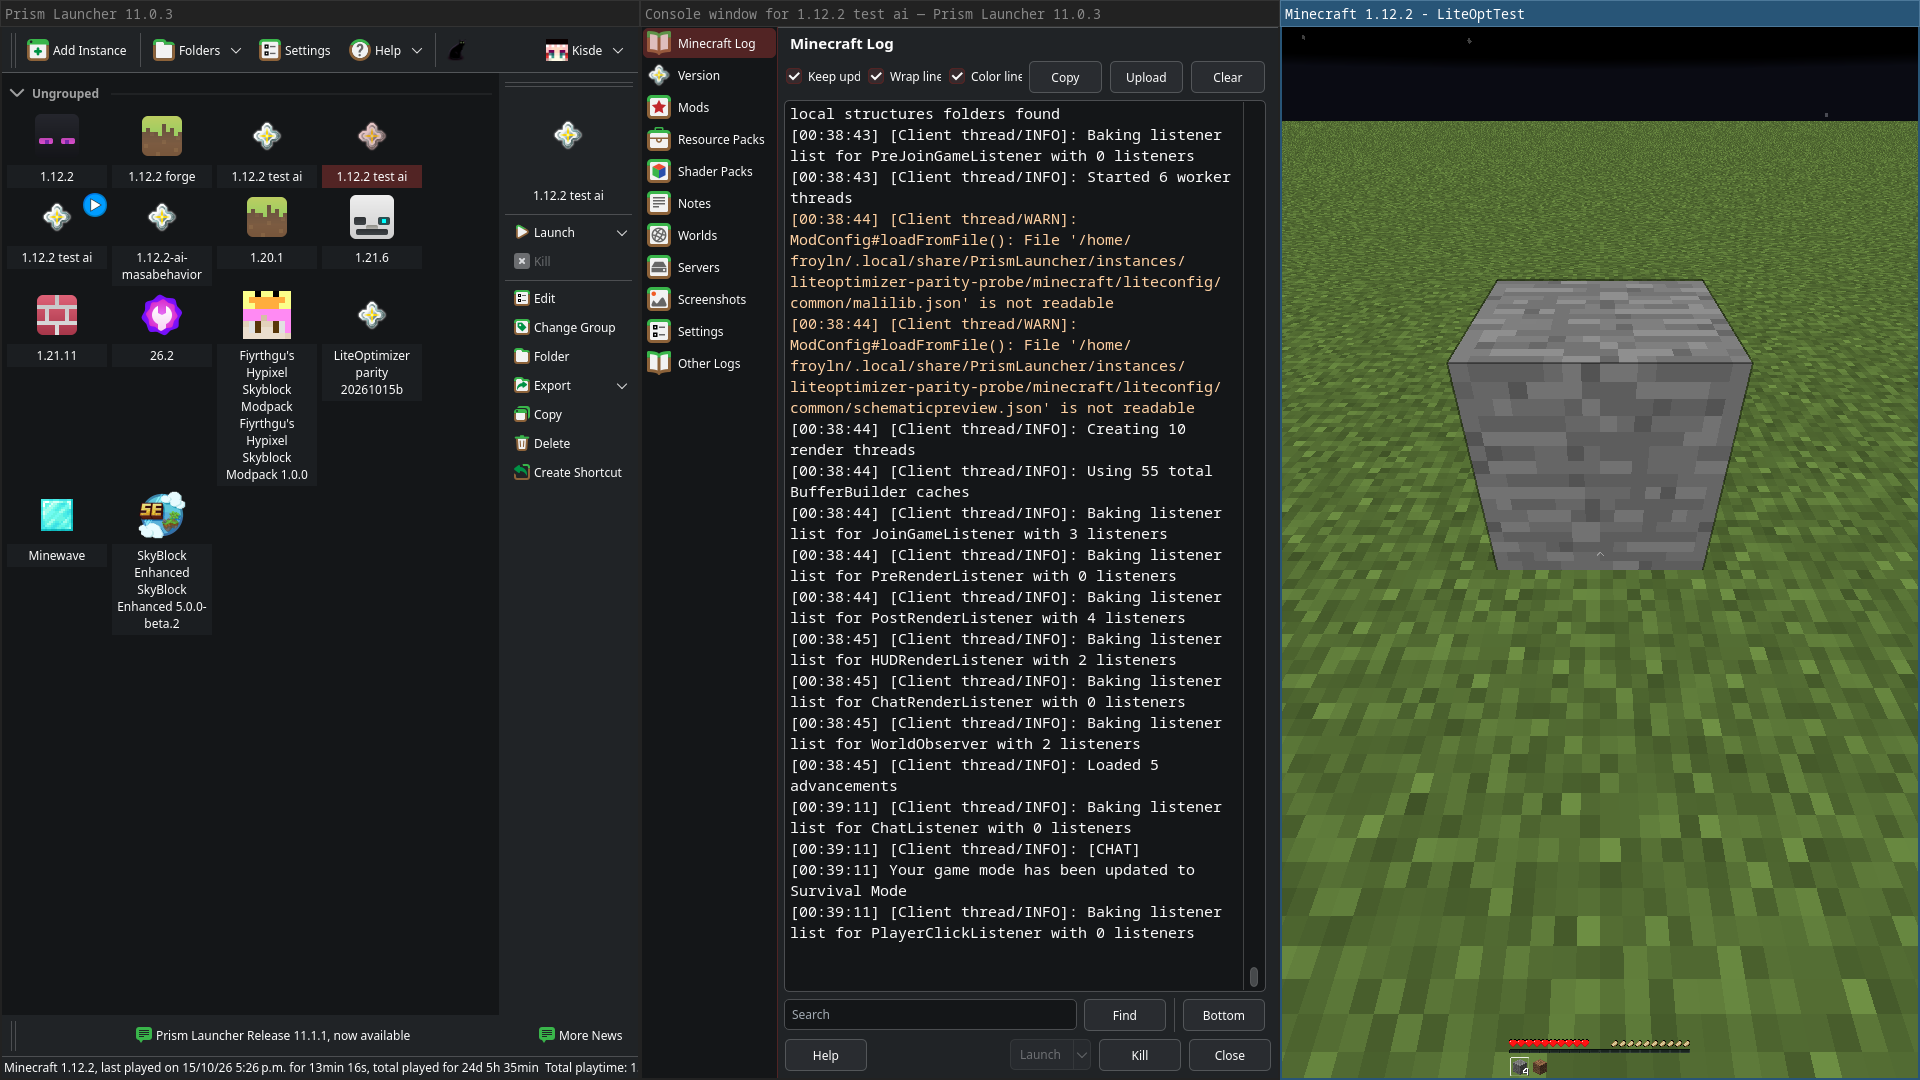 Prism Launcher 11.0.3
Add Instance
Folders
Settings
Help
Kisde
Ungrouped
1.12.2
1.12.2 forge
1.12.2 test ai
1.12.2 test ai
1.12.2 test ai
1.12.2-ai-
masabehavior
1.20.1
1.21.6
1.21.11
26.2
Fiyrthgu's
Hypixel
Skyblock
Modpack
Fiyrthgu's
Hypixel
Skyblock
Modpack 1.0.0
LiteOptimizer
parity
20261015b
Minewave
SkyBlock
Enhanced
SkyBlock
Enhanced 5.0.0-
beta.2
1.12.2 test ai
Launch
Kill
Edit
Change Group
Folder
Export
Copy
Delete
Create Shortcut
Prism Launcher Release 11.1.1, now available
More News
Minecraft 1.12.2, last played on 15/10/26 5:26 p.m. for 13min 16s, total played for 24d 5h 35min
Total playtime: 1
Console window for 1.12.2 test ai — Prism Launcher 11.0.3
Minecraft Log
Version
Mods
Resource Packs
Shader Packs
Notes
Worlds
Servers
Screenshots
Settings
Other Logs
Minecraft Log
Keep upd
Wrap line
Color line
Copy
Upload
Clear
local structures folders found
[00:38:43] [Client thread/INFO]: Baking listener
list for PreJoinGameListener with 0 listeners
[00:38:43] [Client thread/INFO]: Started 6 worker
threads
[00:38:44] [Client thread/WARN]:
ModConfig#loadFromFile(): File '/home/
froyln/.local/share/PrismLauncher/instances/
liteoptimizer-parity-probe/minecraft/liteconfig/
common/malilib.json' is not readable
[00:38:44] [Client thread/WARN]:
ModConfig#loadFromFile(): File '/home/
froyln/.local/share/PrismLauncher/instances/
liteoptimizer-parity-probe/minecraft/liteconfig/
common/schematicpreview.json' is not readable
[00:38:44] [Client thread/INFO]: Creating 10
render threads
[00:38:44] [Client thread/INFO]: Using 55 total
BufferBuilder caches
[00:38:44] [Client thread/INFO]: Baking listener
list for JoinGameListener with 3 listeners
[00:38:44] [Client thread/INFO]: Baking listener
list for PreRenderListener with 0 listeners
[00:38:44] [Client thread/INFO]: Baking listener
list for PostRenderListener with 4 listeners
[00:38:45] [Client thread/INFO]: Baking listener
list for HUDRenderListener with 2 listeners
[00:38:45] [Client thread/INFO]: Baking listener
list for ChatRenderListener with 0 listeners
[00:38:45] [Client thread/INFO]: Baking listener
list for WorldObserver with 2 listeners
[00:38:45] [Client thread/INFO]: Loaded 5
advancements
[00:39:11] [Client thread/INFO]: Baking listener
list for ChatListener with 0 listeners
[00:39:11] [Client thread/INFO]: [CHAT]
[00:39:11] Your game mode has been updated to
Survival Mode
[00:39:11] [Client thread/INFO]: Baking listener
list for PlayerClickListener with 0 listeners
Search
Find
Bottom
Help
Launch
Kill
Close
Minecraft 1.12.2 - LiteOptTest